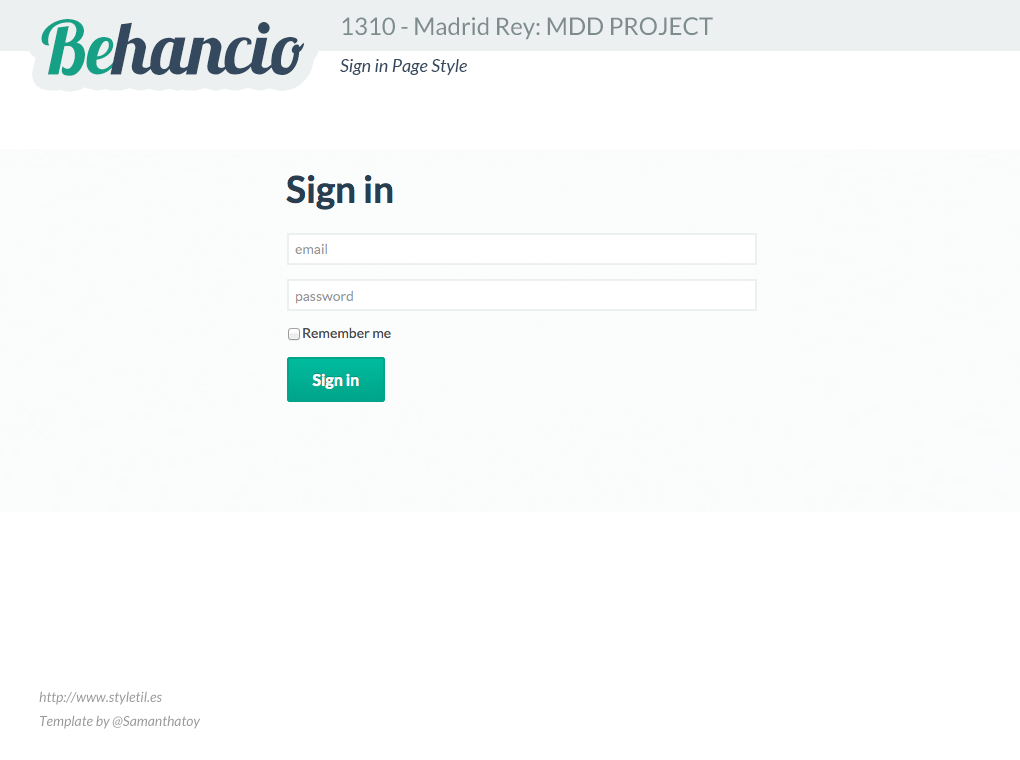 Behancio
1310 - Madrid Rey: MDD PROJECT
Sign in Page Style
Sign in
email
password
Remember me
Sign in
http://www.styletil.es
Template by @Samanthatoy